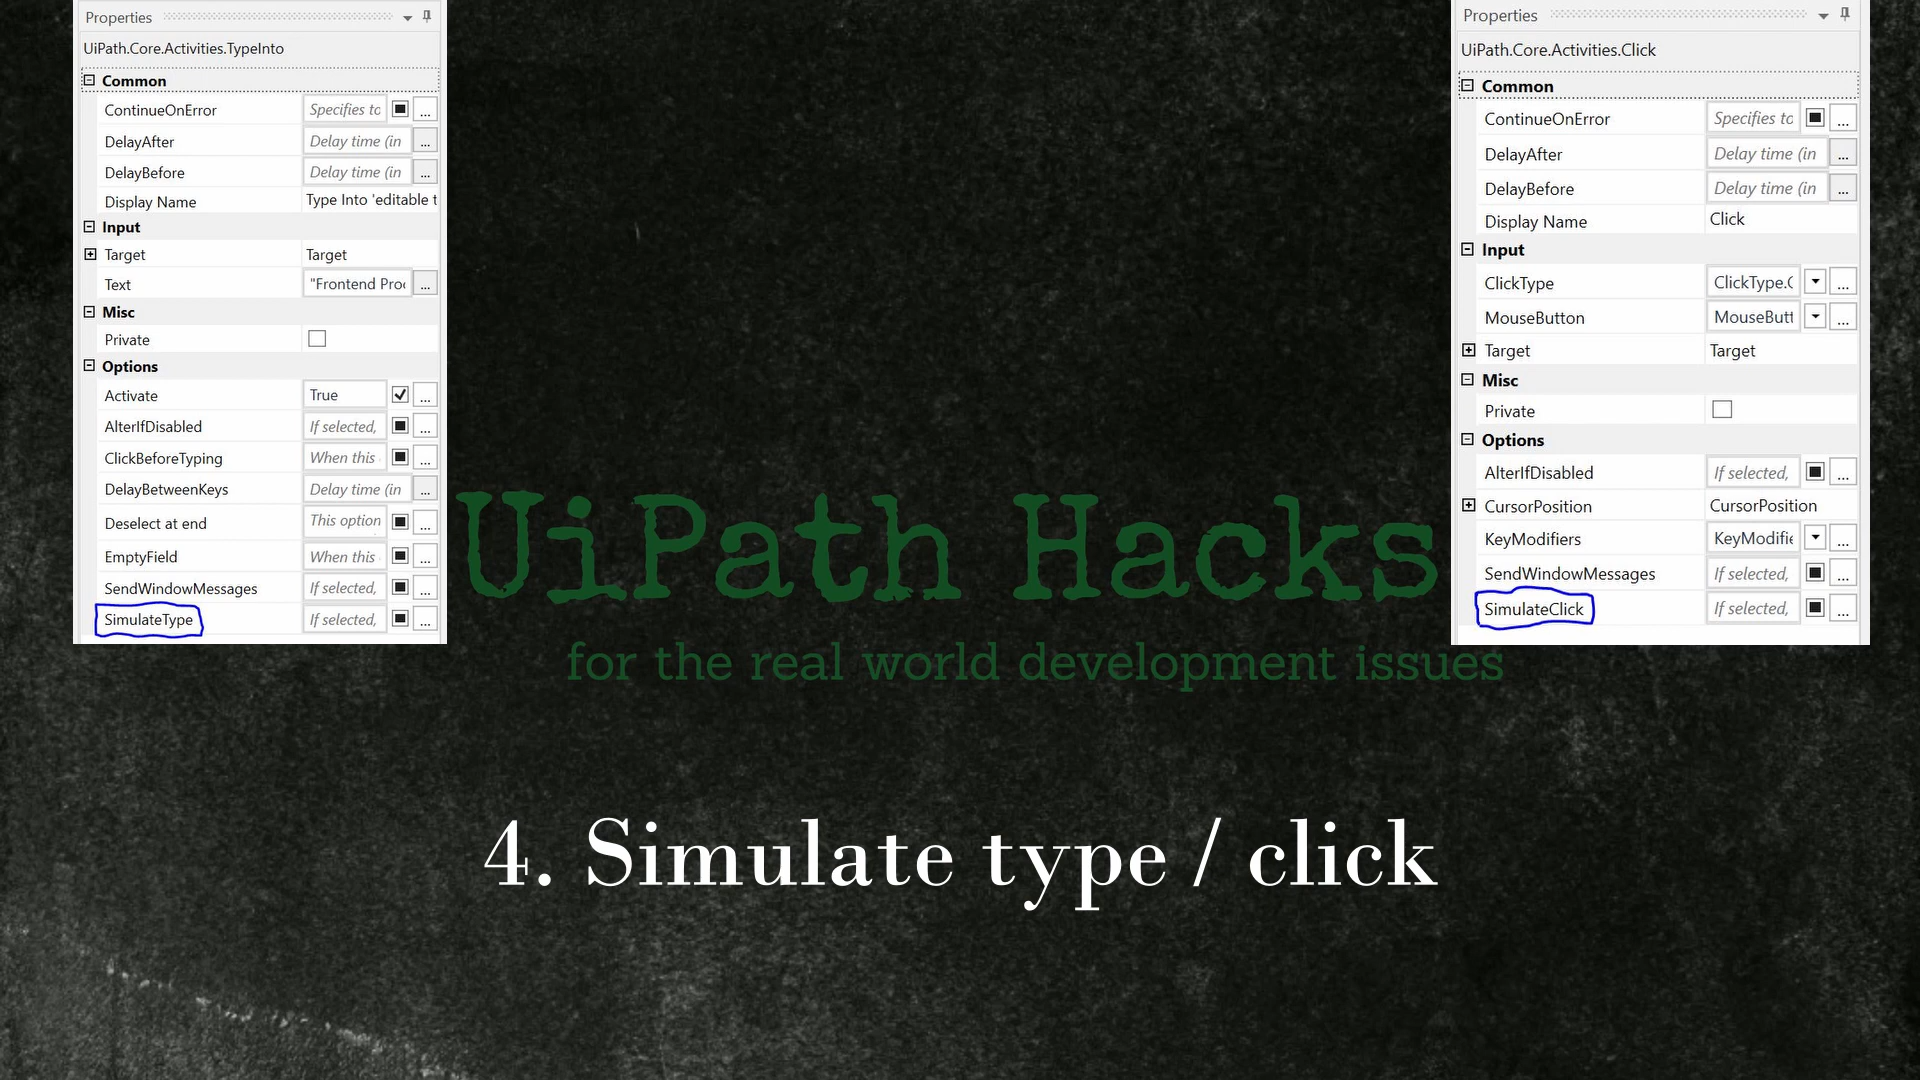 Properties
UiPath.Core.Activities.TypeInto
Common
ContinueOnError Specifies to ...
DelayAfter Delay time (in ...
DelayBefore Delay time (in ...
Display Name Type Into 'editable t
Input
Target Target
Text "Frontend Proc ...
Misc
Private
Options
Activate True ...
AlterIfDisabled If selected, ...
ClickBeforeTyping When this ...
DelayBetweenKeys Delay time (in ...
Deselect at end This option ...
EmptyField When this ...
SendWindowMessages If selected, ...
SimulateType If selected, ...
Properties
UiPath.Core.Activities.Click
Common
ContinueOnError Specifies to ...
DelayAfter Delay time (in ...
DelayBefore Delay time (in ...
Display Name Click
Input
ClickType ClickType.C ...
MouseButton MouseButt ...
Target Target
Misc
Private
Options
AlterIfDisabled If selected, ...
CursorPosition CursorPosition
KeyModifiers KeyModifie ...
SendWindowMessages If selected, ...
SimulateClick If selected, ...
UiPath Hacks
for the real world development issues
4. Simulate type / click